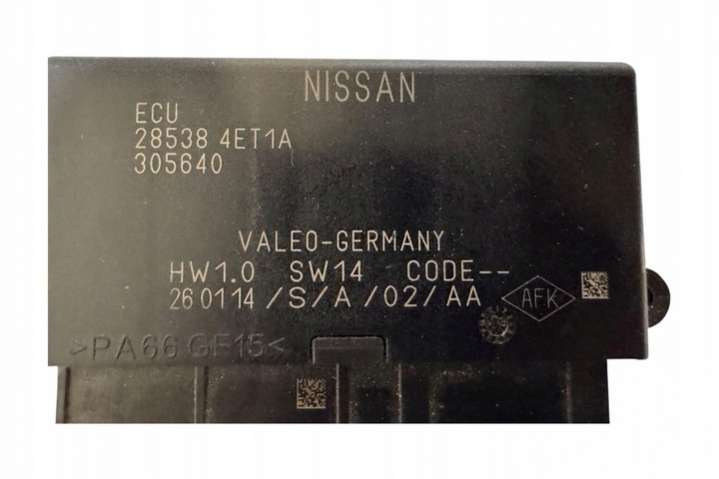 NISSAN
ECU
28538 4ET1A
305640
VALEO-GERMANY
HW1.0 SW14 CODE--
260114/S/A/02/AA AFK
>PA66 GF15<